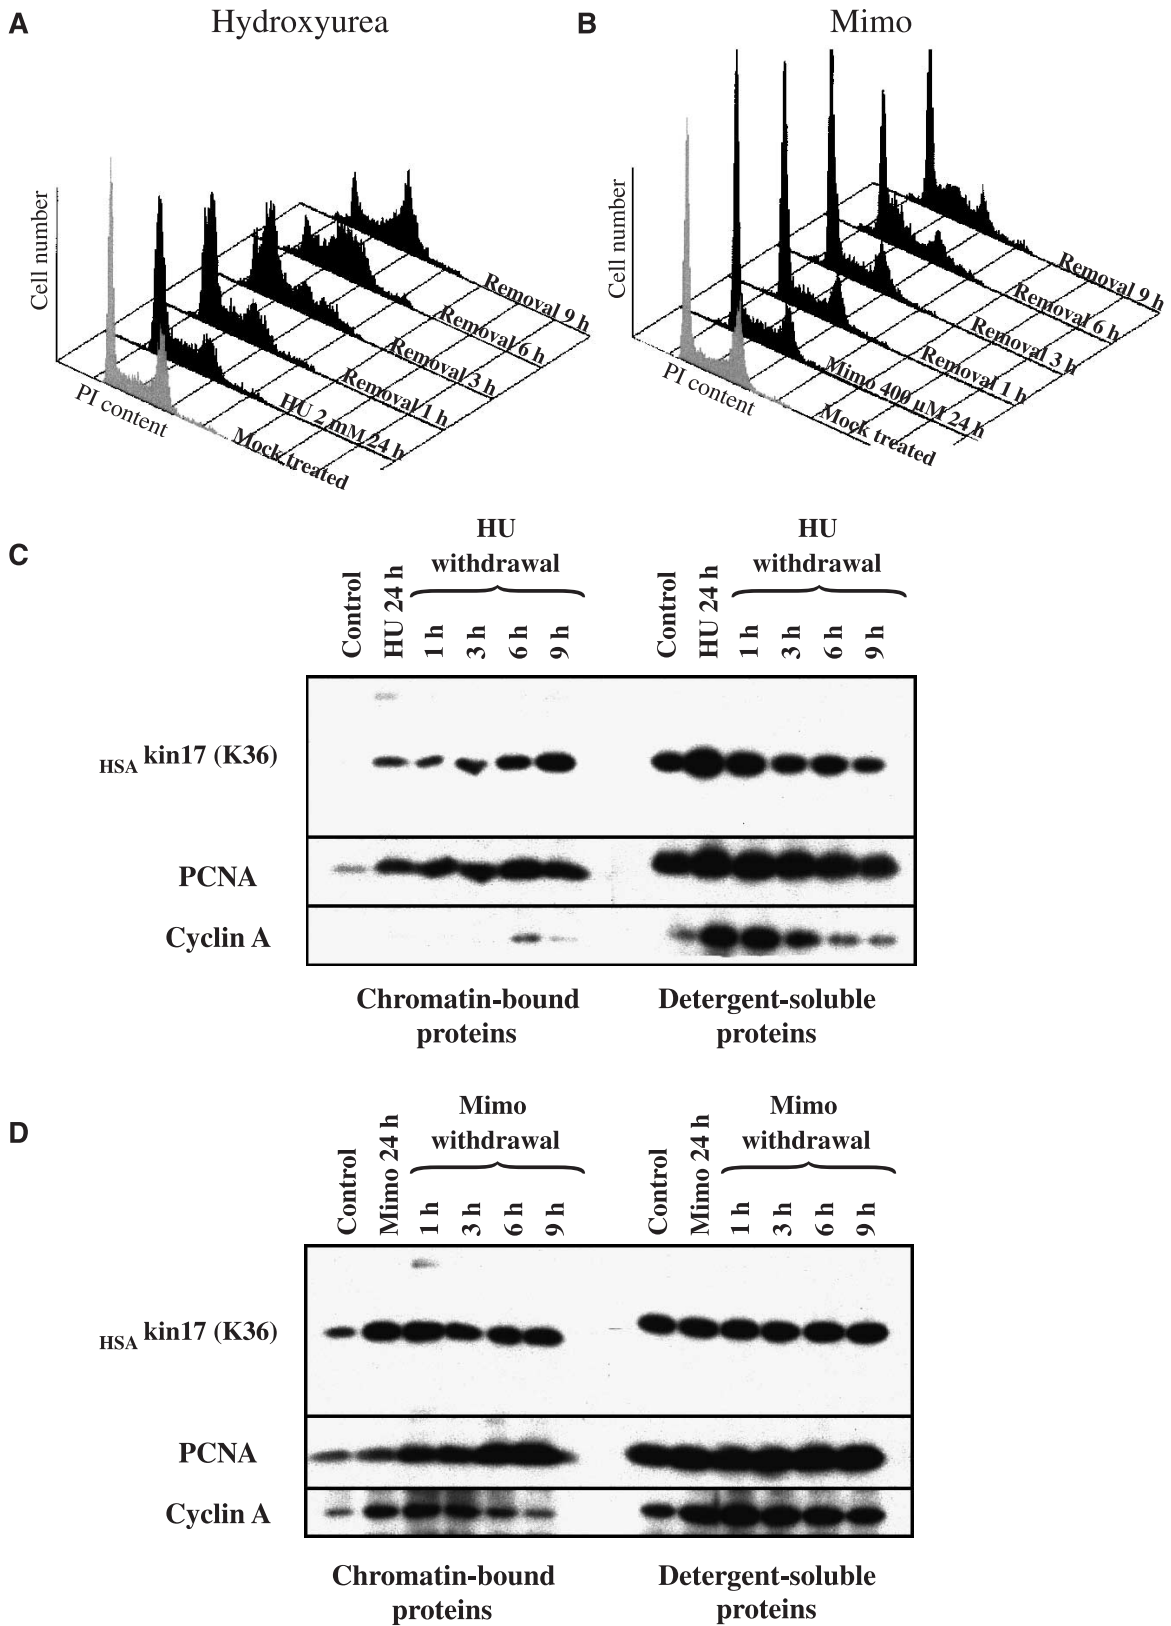 A
Hydroxyurea
Cell number
PI content
Removal 9 h
Removal 6 h
Removal 3 h
Removal 1 h
HU 2 mM 24 h
Mock treated
B
Mimo
Cell number
PI content
Removal 9 h
Removal 6 h
Removal 3 h
Removal 1 h
Mimo 400 µM 24 h
Mock treated
C
HU
withdrawal
HU
withdrawal
Control
HU 24 h
1 h
3 h
6 h
9 h
Control
HU 24 h
1 h
3 h
6 h
9 h
HSA kin17 (K36)
PCNA
Cyclin A
Chromatin-bound
proteins
Detergent-soluble
proteins
D
Mimo
withdrawal
Mimo
withdrawal
Control
Mimo 24 h
1 h
3 h
6 h
9 h
Control
Mimo 24 h
1 h
3 h
6 h
9 h
HSA kin17 (K36)
PCNA
Cyclin A
Chromatin-bound
proteins
Detergent-soluble
proteins